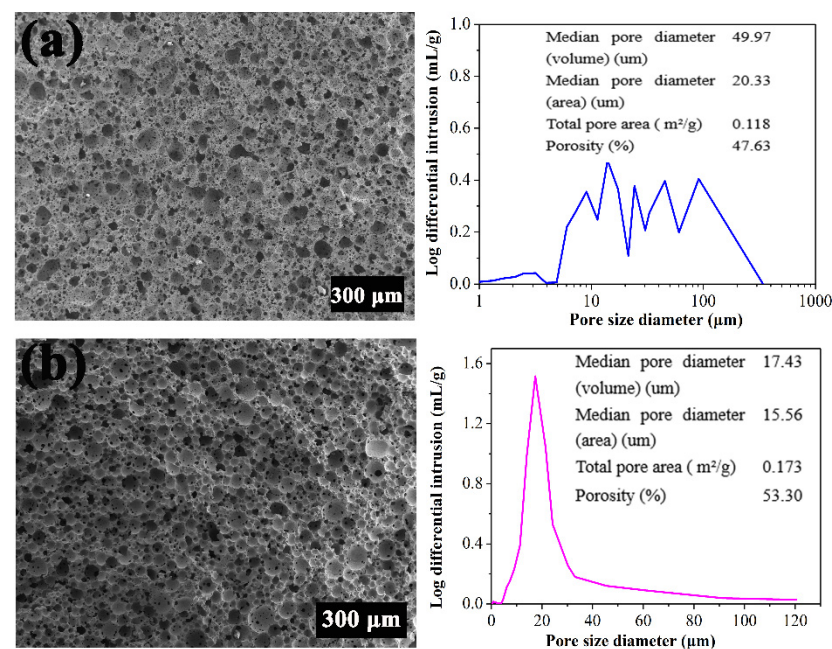 (a)
300 µm
Log differential intrusion (mL/g)
1.0
0.8
0.6
0.4
0.2
0.0
Median pore diameter 49.97
(volume) (um)
Median pore diameter 20.33
(area) (um)
Total pore area ( m²/g) 0.118
Porosity (%) 47.63
1 10 100 1000
Pore size diameter (µm)
(b)
300 µm
Log differential intrusion (mL/g)
1.6
1.2
0.8
0.4
0.0
Median pore diameter 17.43
(volume) (um)
Median pore diameter 15.56
(area) (um)
Total pore area ( m²/g) 0.173
Porosity (%) 53.30
0 20 40 60 80 100 120
Pore size diameter (µm)